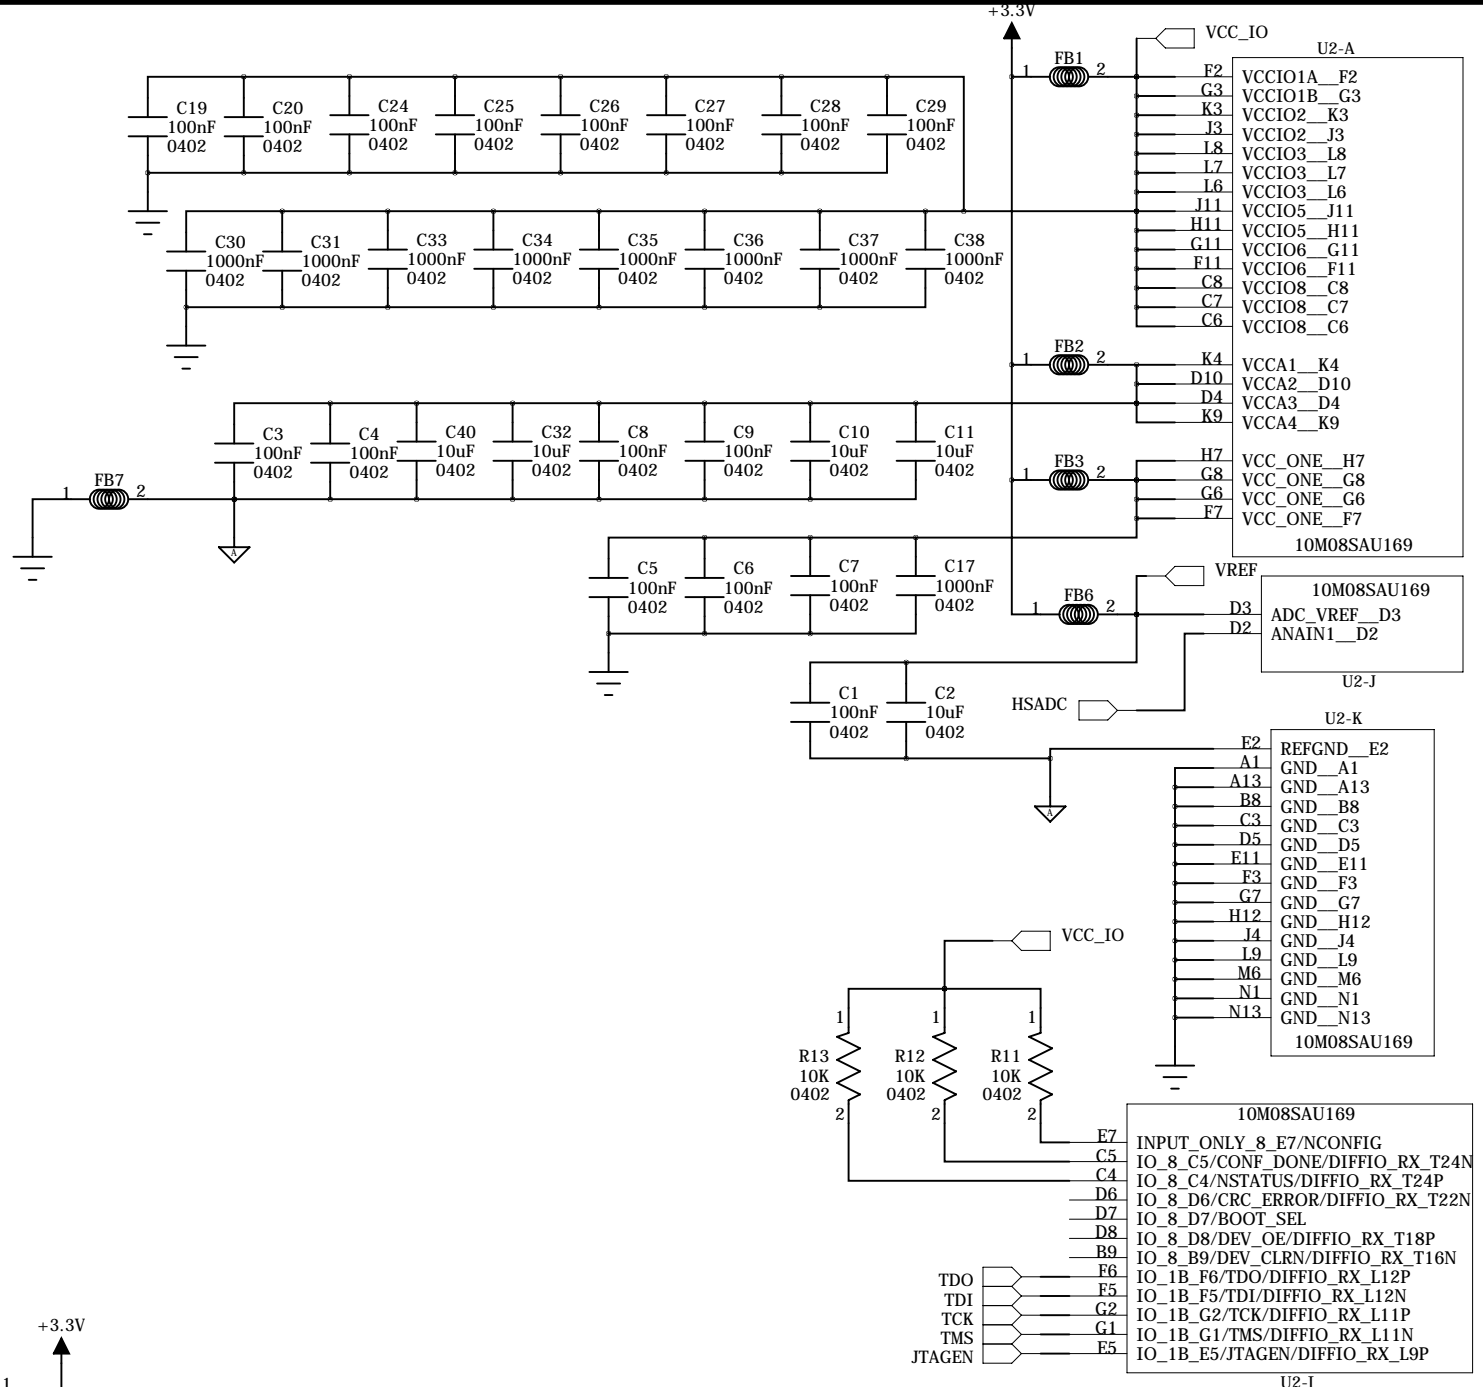 +3.3V
VCC_IO
U2-A
1 FB1 2
F2 VCCIO1A__F2
G3 VCCIO1B__G3
K3 VCCIO2__K3
J3 VCCIO2__J3
L8 VCCIO3__L8
L7 VCCIO3__L7
L6 VCCIO3__L6
J11 VCCIO5__J11
H11 VCCIO5__H11
G11 VCCIO6__G11
F11 VCCIO6__F11
C8 VCCIO8__C8
C7 VCCIO8__C7
C6 VCCIO8__C6
C19 C20 C24 C25 C26 C27 C28 C29
100nF 100nF 100nF 100nF 100nF 100nF 100nF 100nF
0402 0402 0402 0402 0402 0402 0402 0402
C30 C31 C33 C34 C35 C36 C37 C38
1000nF 1000nF 1000nF 1000nF 1000nF 1000nF 1000nF 1000nF
0402 0402 0402 0402 0402 0402 0402 0402
1 FB2 2
K4 VCCA1__K4
D10 VCCA2__D10
D4 VCCA3__D4
K9 VCCA4__K9
C3 C4 C40 C32 C8 C9 C10 C11
100nF 100nF 10uF 10uF 100nF 100nF 10uF 10uF
0402 0402 0402 0402 0402 0402 0402 0402
1 FB7 2
A
1 FB3 2
H7 VCC_ONE__H7
G8 VCC_ONE__G8
G6 VCC_ONE__G6
F7 VCC_ONE__F7
10M08SAU169
C5 C6 C7 C17
100nF 100nF 100nF 1000nF
0402 0402 0402 0402
VREF
1 FB6 2
10M08SAU169
D3 ADC_VREF__D3
D2 ANAIN1__D2
U2-J
C1 C2
100nF 10uF
0402 0402
HSADC
A
U2-K
E2 REFGND__E2
A1 GND__A1
A13 GND__A13
B8 GND__B8
C3 GND__C3
D5 GND__D5
E11 GND__E11
F3 GND__F3
G7 GND__G7
H12 GND__H12
J4 GND__J4
L9 GND__L9
M6 GND__M6
N1 GND__N1
N13 GND__N13
10M08SAU169
VCC_IO
1 1 1
R13 R12 R11
10K 10K 10K
0402 0402 0402
2 2 2
10M08SAU169
E7 INPUT_ONLY_8_E7/NCONFIG
C5 IO_8_C5/CONF_DONE/DIFFIO_RX_T24N
C4 IO_8_C4/NSTATUS/DIFFIO_RX_T24P
D6 IO_8_D6/CRC_ERROR/DIFFIO_RX_T22N
D7 IO_8_D7/BOOT_SEL
D8 IO_8_D8/DEV_OE/DIFFIO_RX_T18P
B9 IO_8_B9/DEV_CLRN/DIFFIO_RX_T16N
TDO F6 IO_1B_F6/TDO/DIFFIO_RX_L12P
TDI F5 IO_1B_F5/TDI/DIFFIO_RX_L12N
TCK G2 IO_1B_G2/TCK/DIFFIO_RX_L11P
TMS G1 IO_1B_G1/TMS/DIFFIO_RX_L11N
JTAGEN E5 IO_1B_E5/JTAGEN/DIFFIO_RX_L9P
+3.3V
1